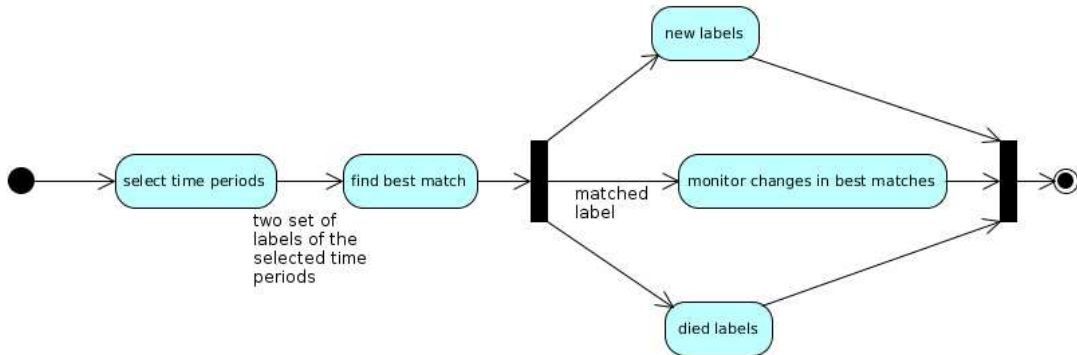 new labels
select time periods
find best match
monitor changes in best matches
matched
label
two set of
labels of the
selected time
periods
died labels